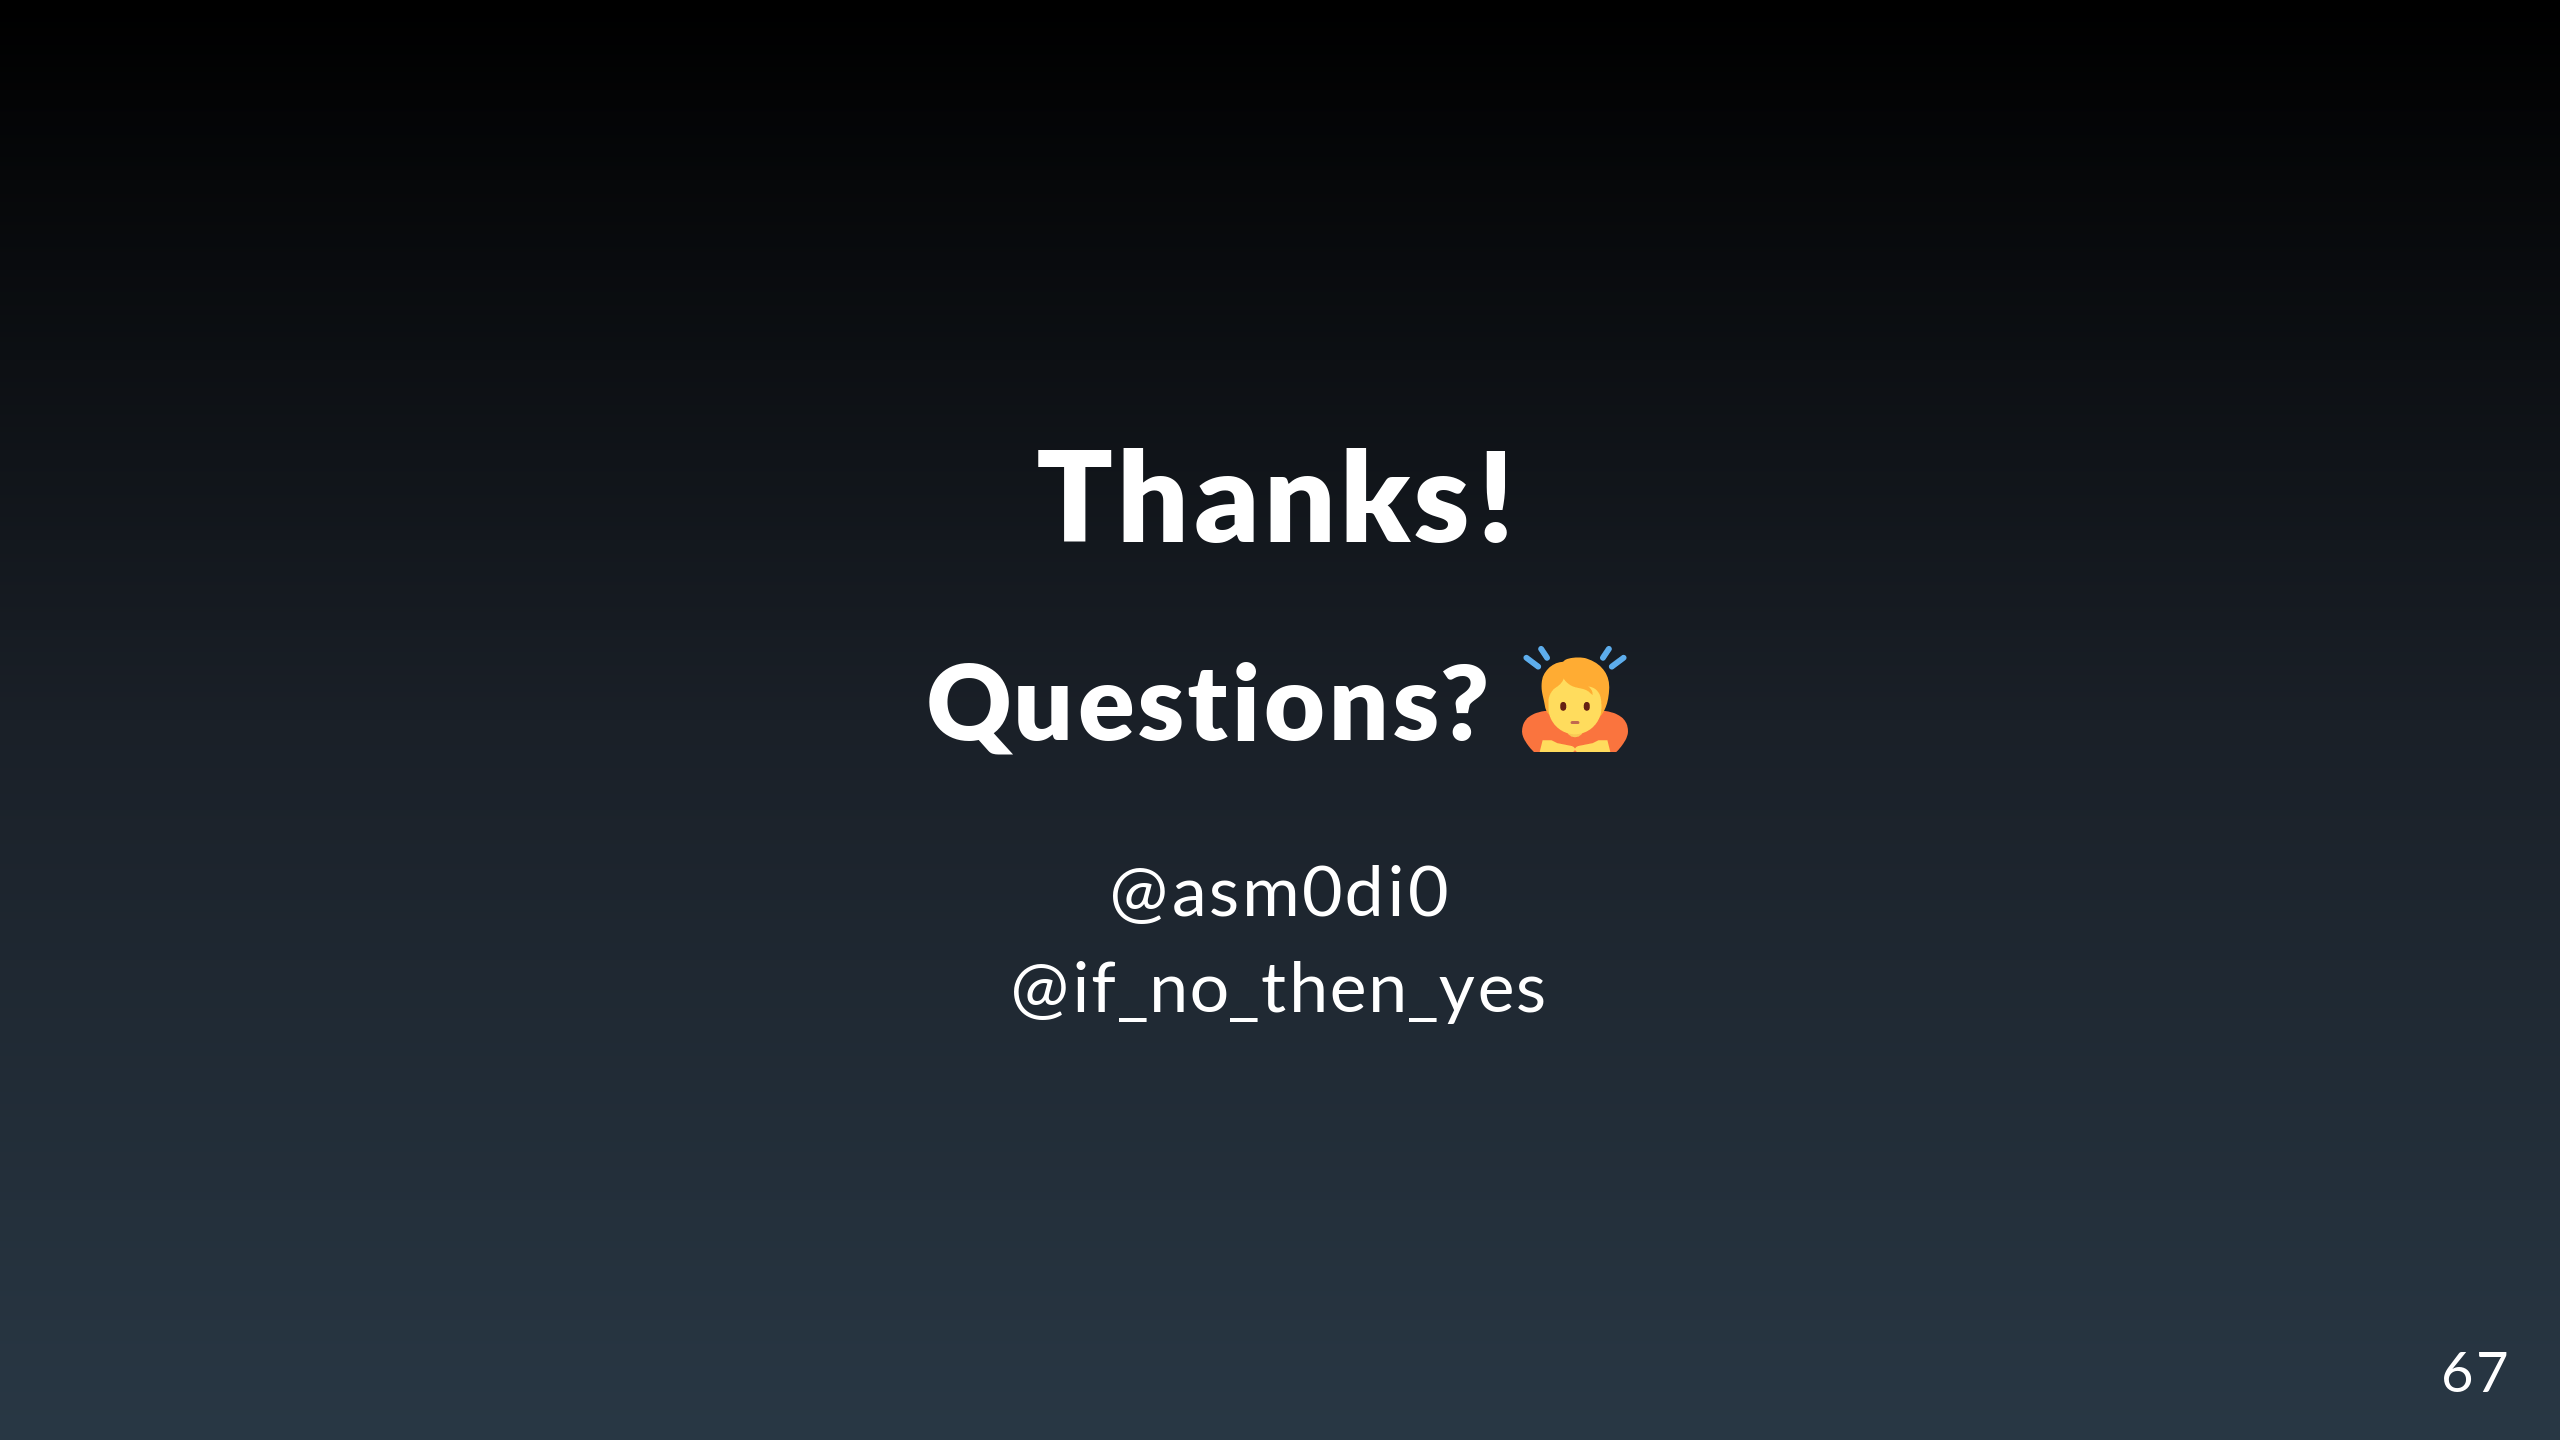 Thanks!
Questions? 🙇
@asm0di0
@if_no_then_yes
67